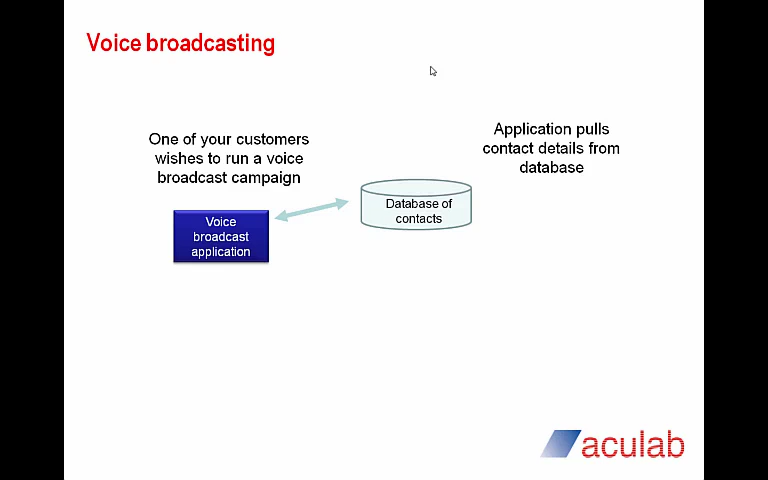 Voice broadcasting
One of your customers
wishes to run a voice
broadcast campaign
Application pulls
contact details from
database
Voice
broadcast
application
Database of
contacts
aculab